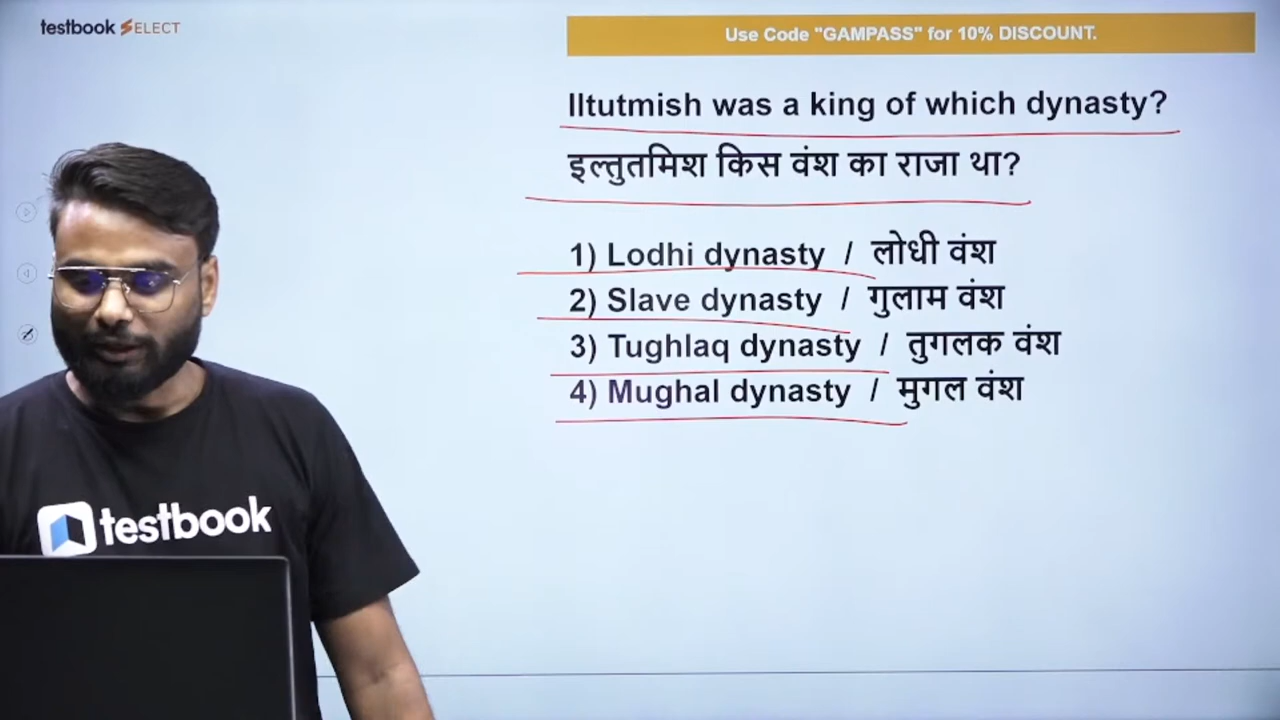 testbook SELECT
Use Code "GAMPASS" for 10% DISCOUNT.
Iltutmish was a king of which dynasty?
इल्तुतमिश किस वंश का राजा था?
1) Lodhi dynasty / लोधी वंश
2) Slave dynasty / गुलाम वंश
3) Tughlaq dynasty / तुगलक वंश
4) Mughal dynasty / मुगल वंश
testbook